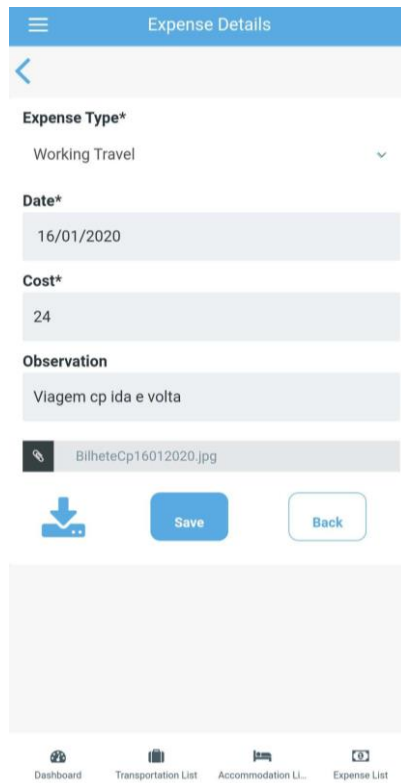 Expense Details
Expense Type*
Working Travel
Date*
16/01/2020
Cost*
24
Observation
Viagem cp ida e volta
BilheteCp16012020.jpg
Save Back
Dashboard Transportation List Accommodation Li... Expense List